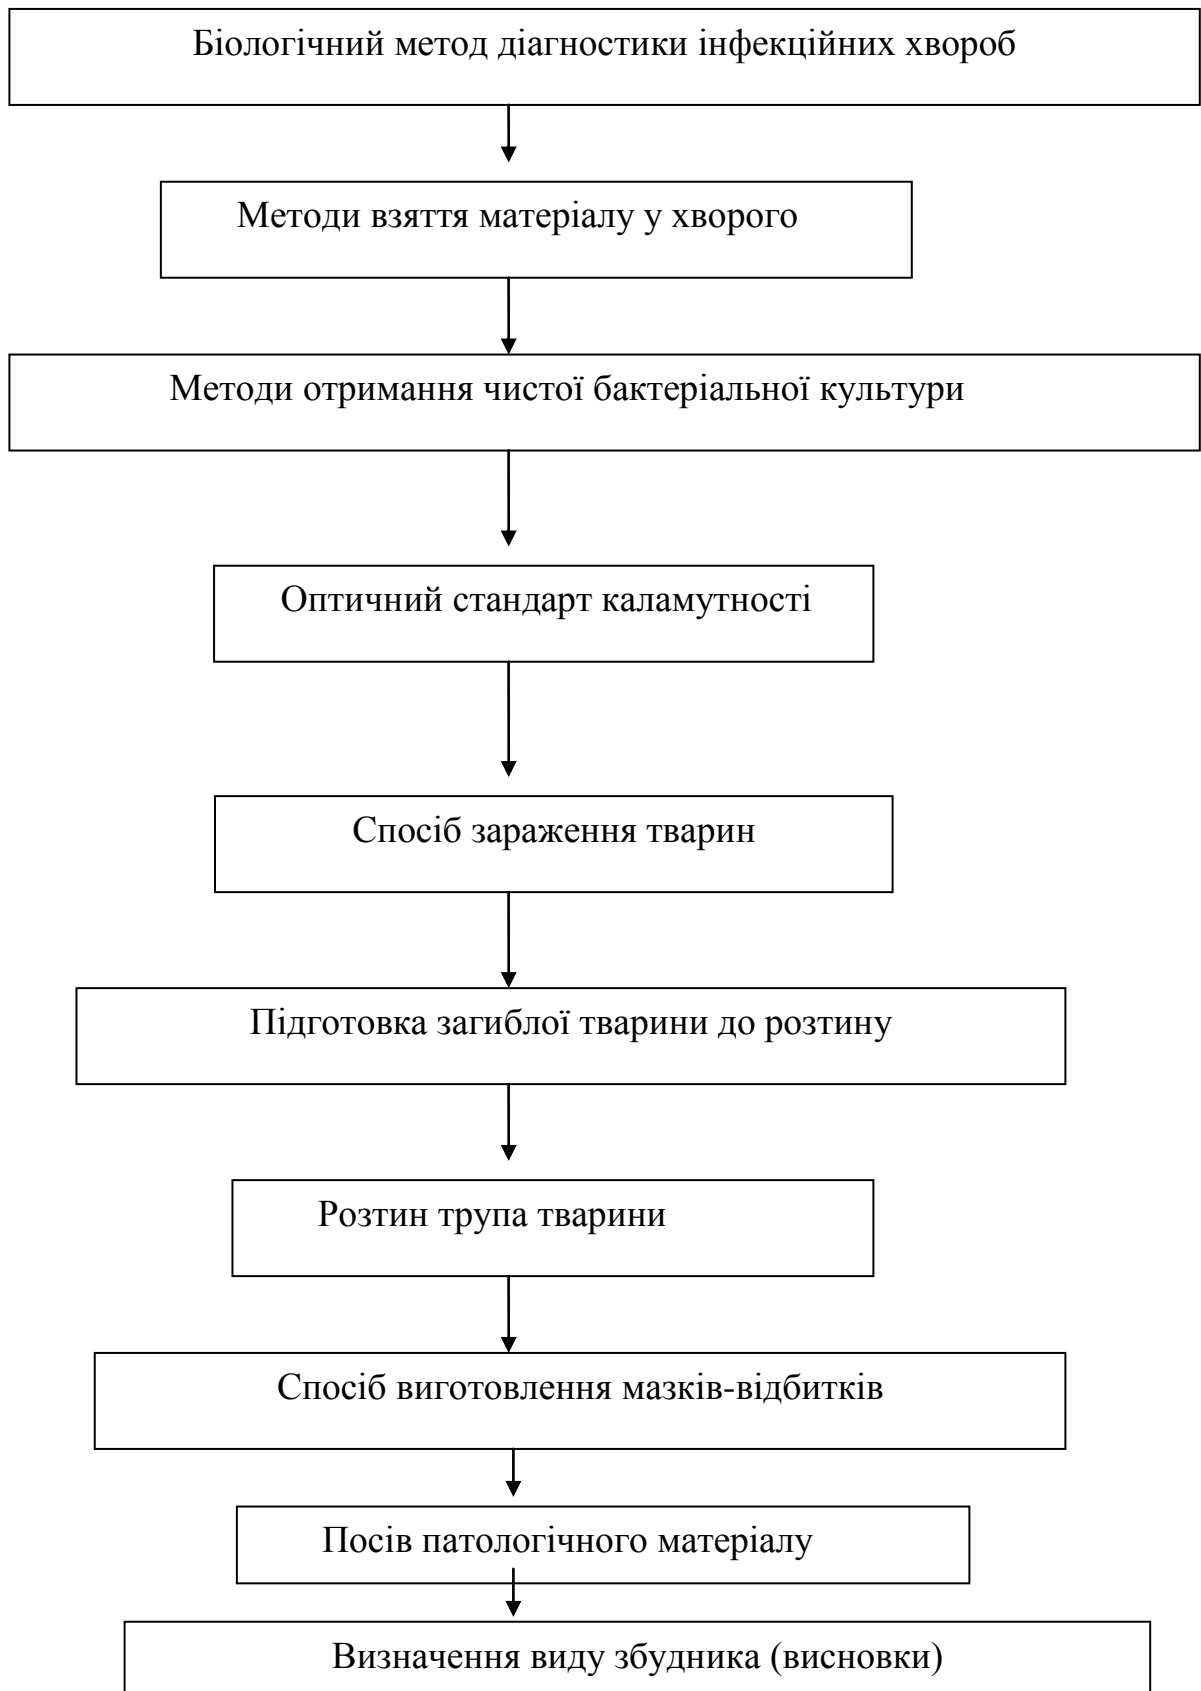 Біологічний метод діагностики інфекційних хвороб
Методи взяття матеріалу у хворого
Методи отримання чистої бактеріальної культури
Оптичний стандарт каламутності
Спосіб зараження тварин
Підготовка загиблої тварини до розтину
Розтин трупа тварини
Спосіб виготовлення мазків-відбитків
Посів патологічного матеріалу
Визначення виду збудника (висновки)